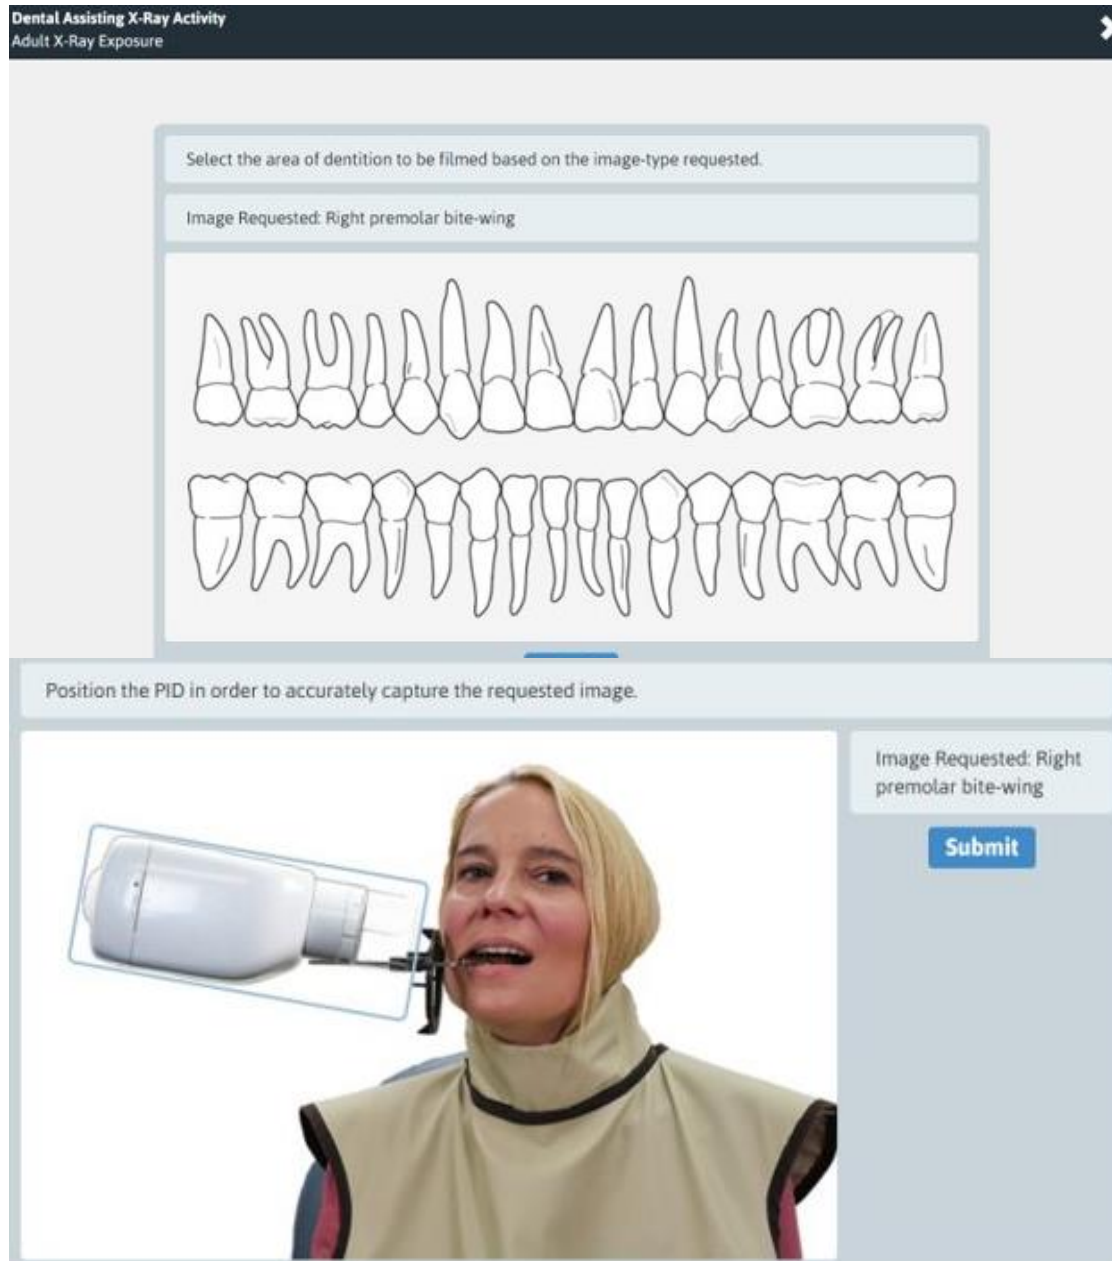 Dental Assisting X-Ray Activity
Adult X-Ray Exposure
Select the area of dentition to be filmed based on the image-type requested.
Image Requested: Right premolar bite-wing
Position the PID in order to accurately capture the requested image.
Image Requested: Right
premolar bite-wing
Submit